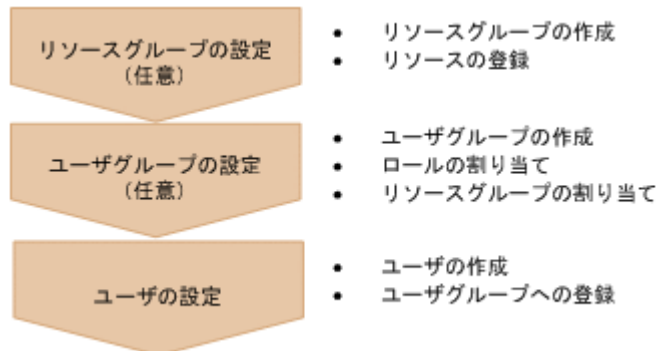 リソースグループの設定
(任意)
• リソースグループの作成
• リソースの登録
ユーザグループの設定
(任意)
• ユーザグループの作成
• ロールの割り当て
• リソースグループの割り当て
ユーザの設定
• ユーザの作成
• ユーザグループへの登録